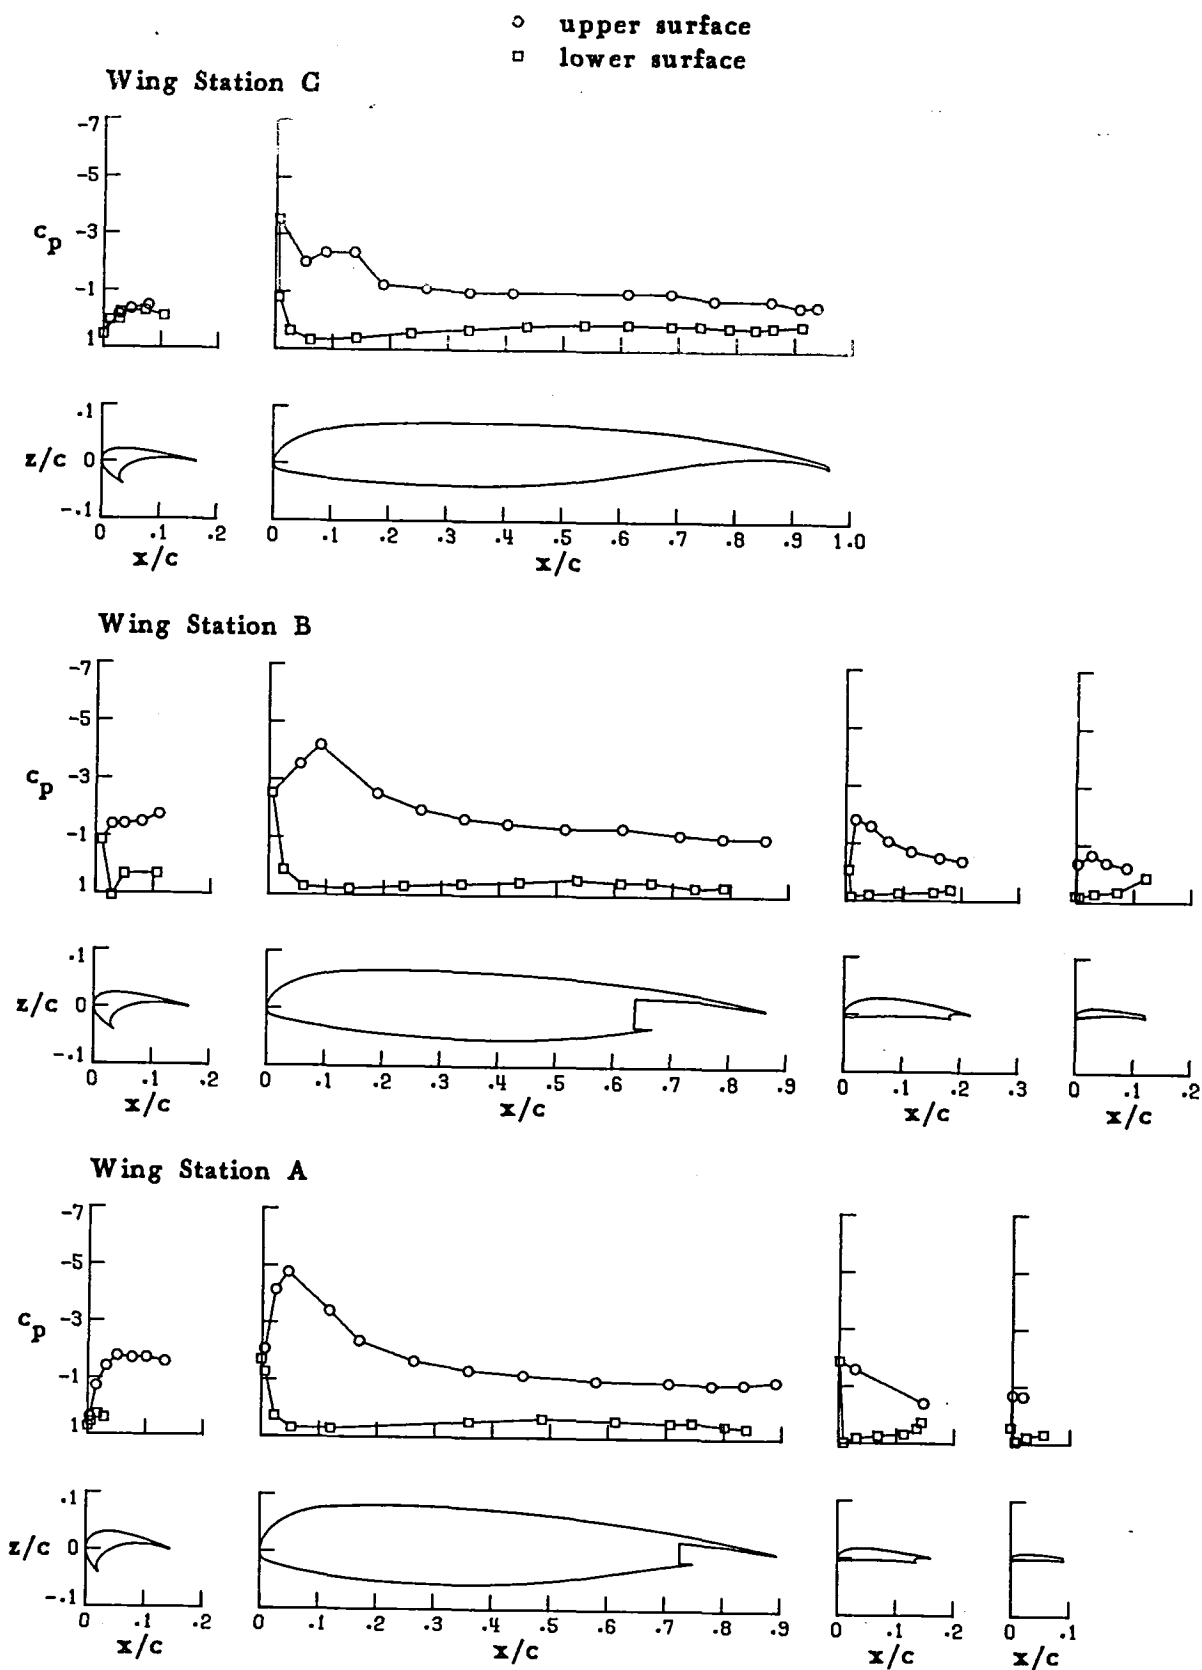 upper surface
lower surface
Wing Station C
-7
-5
c_p -3
-1
1
.1
z/c 0
-.1
0 .1 .2 0 .1 .2 .3 .4 .5 .6 .7 .8 .9 1.0
x/c x/c
Wing Station B
-7
-5
c_p -3
-1
1
.1
z/c 0
-.1
0 .1 .2 0 .1 .2 .3 .4 .5 .6 .7 .8 .9 0 .1 .2 .3 0 .1 .2
x/c x/c x/c x/c
Wing Station A
-7
-5
c_p -3
-1
1
.1
z/c 0
-.1
0 .1 .2 0 .1 .2 .3 .4 .5 .6 .7 .8 .9 0 .1 .2 0 .1
x/c x/c x/c x/c